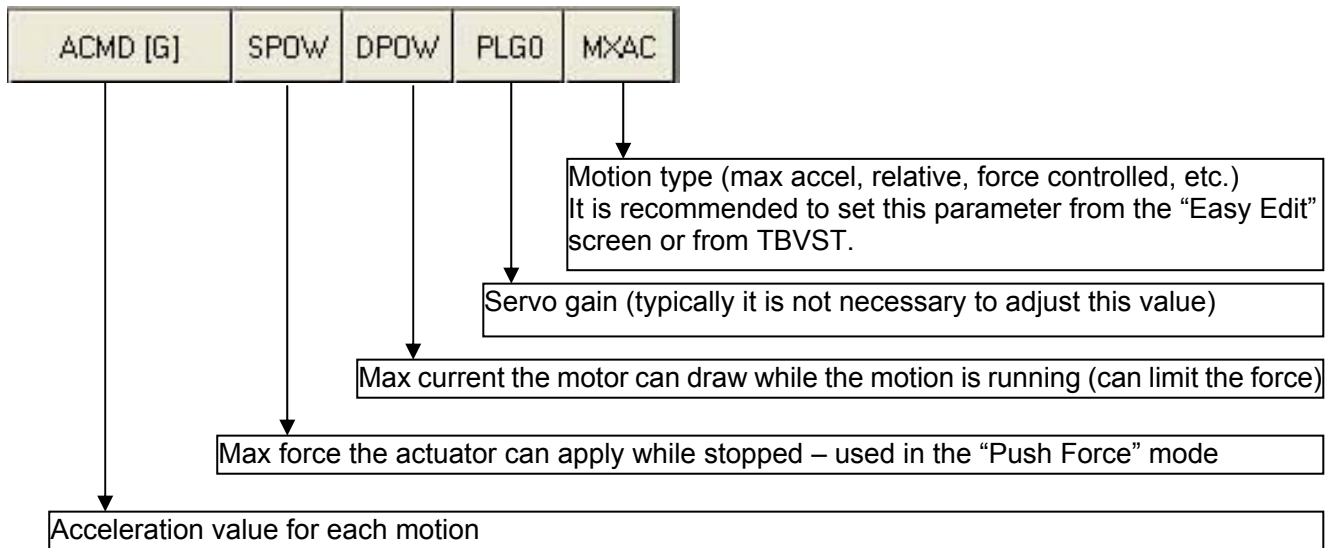 ACMD [G] SPOW DPOW PLG0 MXAC
Motion type (max accel, relative, force controlled, etc.)
It is recommended to set this parameter from the “Easy Edit”
screen or from TBVST.
Servo gain (typically it is not necessary to adjust this value)
Max current the motor can draw while the motion is running (can limit the force)
Max force the actuator can apply while stopped – used in the “Push Force” mode
Acceleration value for each motion